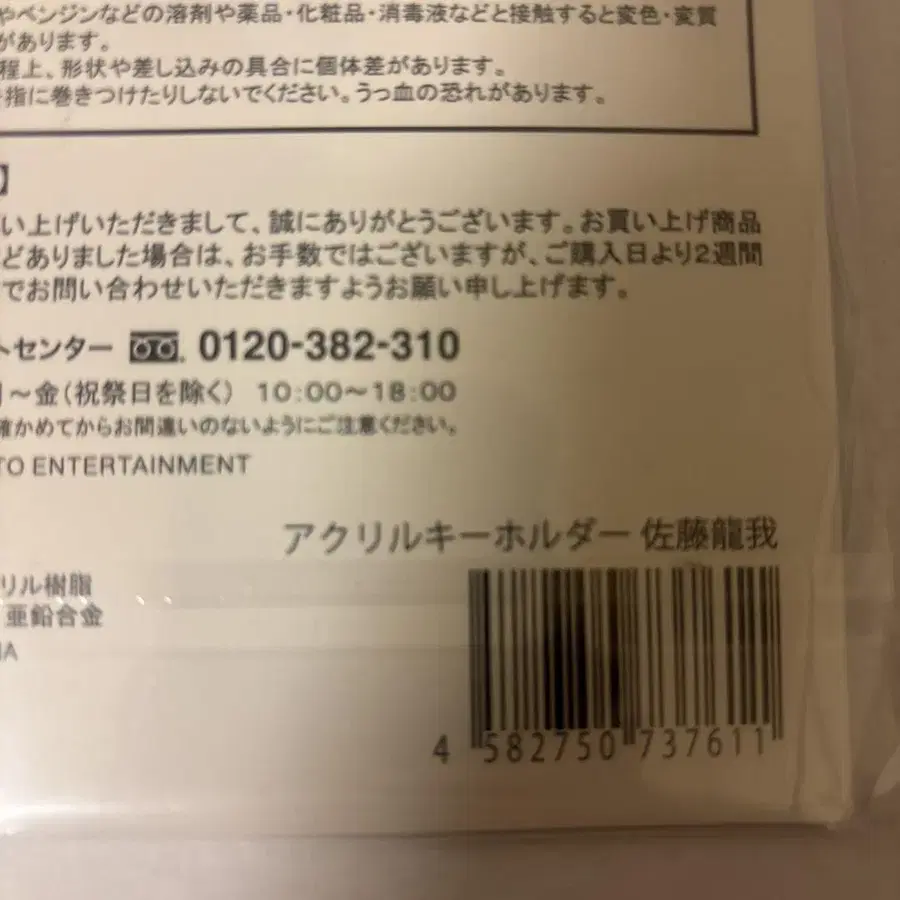 やベンジンなどの溶剤や薬品・化粧品・消毒液などと接触すると変色・変質
があります。
程上、形状や差し込みの具合に個体差があります。
指に巻きつけたりしないでください。うっ血の恐れがあります。
】
い上げいただきまして、誠にありがとうございます。お買い上げ商品
どありました場合は、お手数ではございますが、ご購入日より2週間
でお問い合わせいただきますようお願い申し上げます。
トセンター 0120-382-310
～金(祝祭日を除く) 10:00～18:00
確かめてからお間違いのないようにご注意ください。
TO ENTERTAINMENT
アクリルキーホルダー 佐藤龍我
リル樹脂
亜鉛合金
NA
4 582750 737611